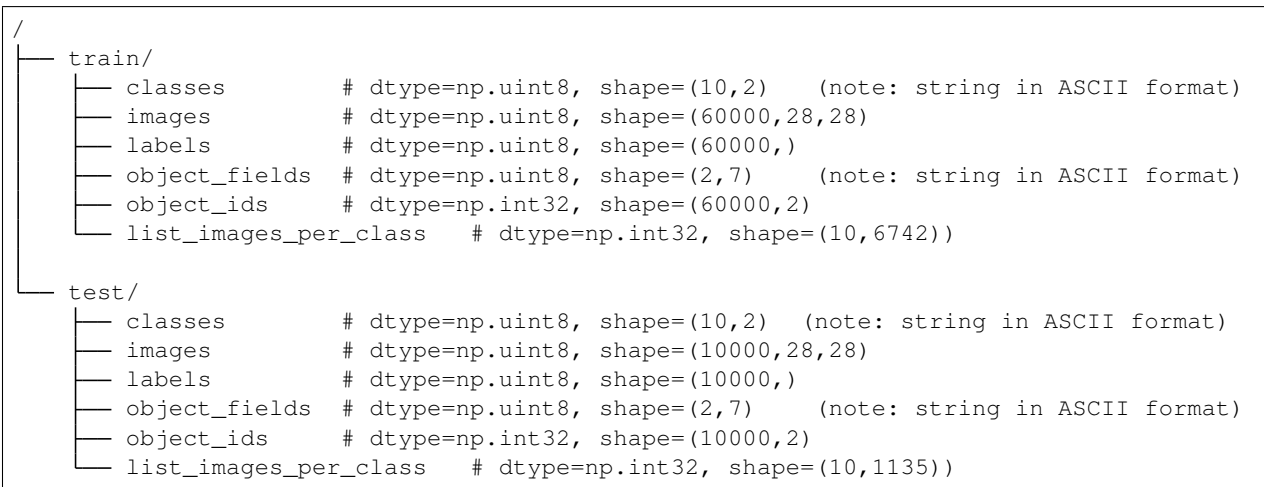 /
├── train/
│   ├── classes        # dtype=np.uint8, shape=(10,2)   (note: string in ASCII format)
│   ├── images         # dtype=np.uint8, shape=(60000,28,28)
│   ├── labels         # dtype=np.uint8, shape=(60000,)
│   ├── object_fields  # dtype=np.uint8, shape=(2,7)    (note: string in ASCII format)
│   ├── object_ids     # dtype=np.int32, shape=(60000,2)
│   └── list_images_per_class   # dtype=np.int32, shape=(10,6742))
│
└── test/
    ├── classes        # dtype=np.uint8, shape=(10,2)  (note: string in ASCII format)
    ├── images         # dtype=np.uint8, shape=(10000,28,28)
    ├── labels         # dtype=np.uint8, shape=(10000,)
    ├── object_fields  # dtype=np.uint8, shape=(2,7)    (note: string in ASCII format)
    ├── object_ids     # dtype=np.int32, shape=(10000,2)
    └── list_images_per_class   # dtype=np.int32, shape=(10,1135))